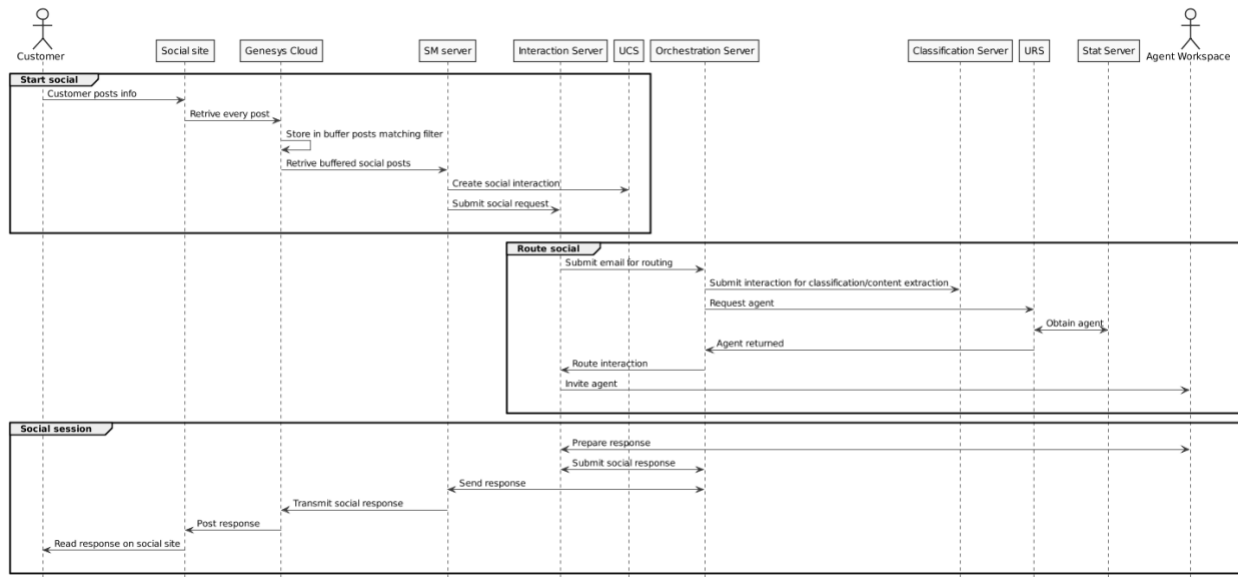 Customer
Social site
Genesys Cloud
SM server
Interaction Server
UCS
Orchestration Server
Classification Server
URS
Stat Server
Agent Workspace
Start social
Customer posts info
Retrive every post
Store in buffer posts matching filter
Retrive buffered social posts
Create social interaction
Submit social request
Route social
Submit email for routing
Submit interaction for classification/content extraction
Request agent
Obtain agent
Agent returned
Route interaction
Invite agent
Social session
Prepare response
Submit social response
Send response
Transmit social response
Post response
Read response on social site